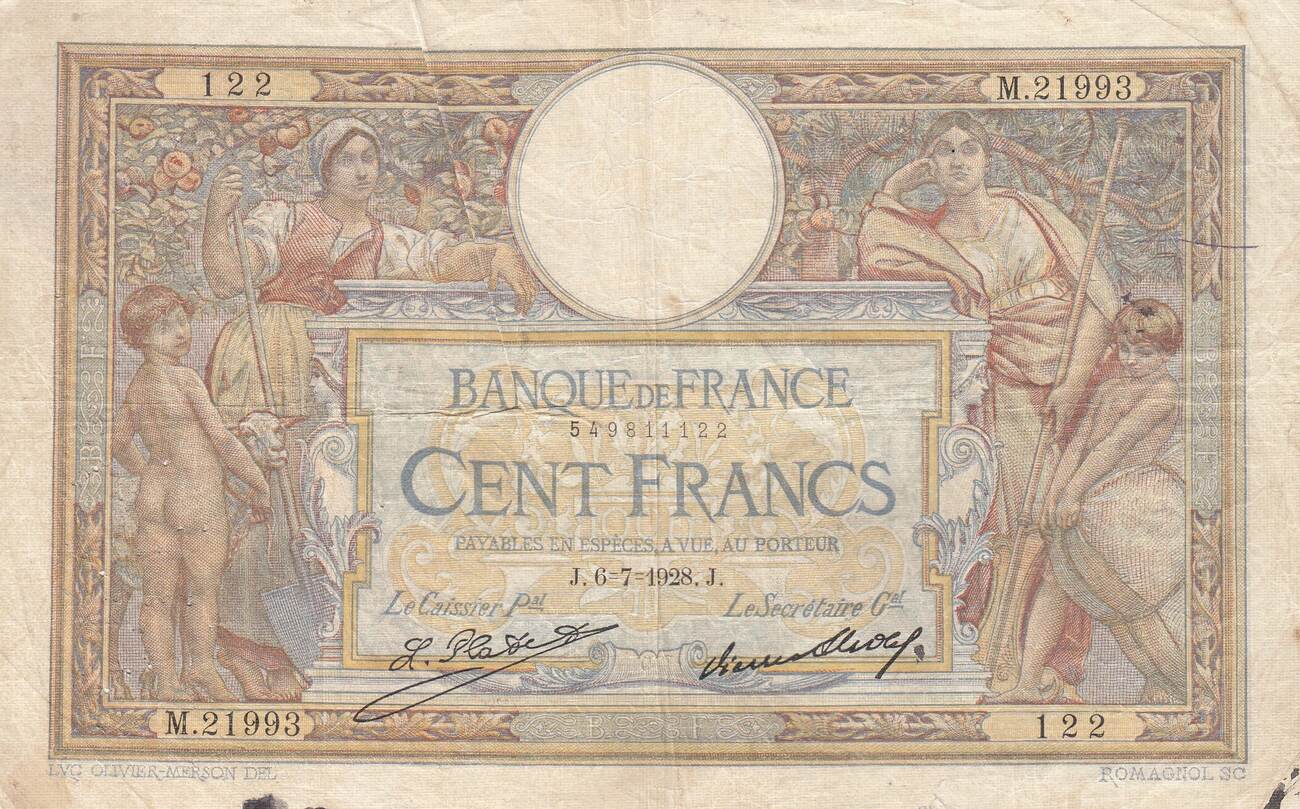 122
M.21993
BANQUE DE FRANCE
549811122
CENT FRANCS
PAYABLES EN ESPÈCES, A VUE, AU PORTEUR
J. 6=7=1928. J.
Le Caissier Pal
Le Secrétaire Gal
B F
B F
B F
M.21993
122
LVC OLIVIER-MERSON DEL
ROMAGNOL SC